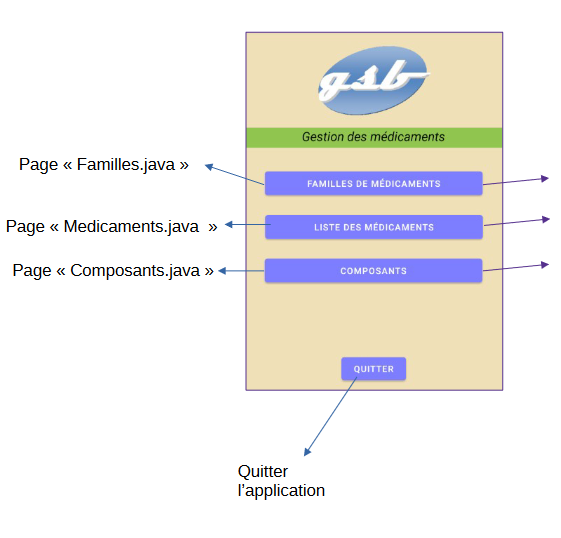 gsb
Gestion des médicaments
Page « Familles.java »
FAMILLES DE MÉDICAMENTS
Page « Medicaments.java  »
LISTE DES MÉDICAMENTS
Page « Composants.java »
COMPOSANTS
QUITTER
Quitter
l'application